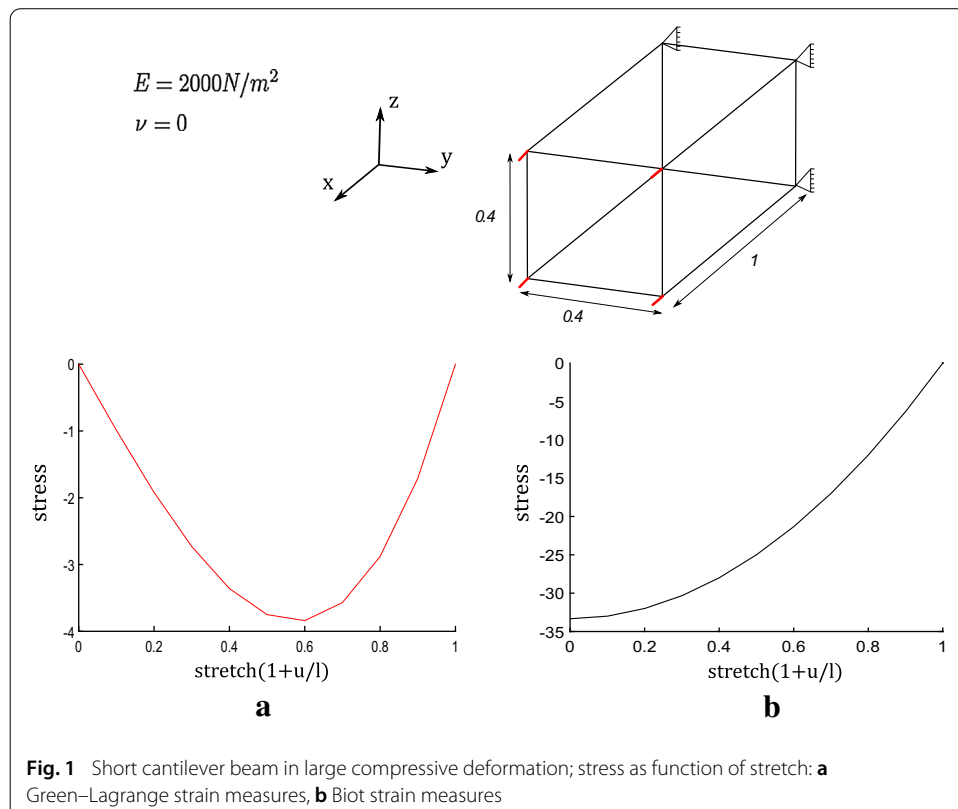 E = 2000N/m²
ν = 0
z
y
x
0.4
0.4
1
0
-1
-2
-3
-4
0
0.2
0.4
0.6
0.8
1
stress
stretch(1+u/l)
a
0
-5
-10
-15
-20
-25
-30
-35
0
0.2
0.4
0.6
0.8
1
stress
stretch(1+u/l)
b
Fig. 1 Short cantilever beam in large compressive deformation; stress as function of stretch: a
Green–Lagrange strain measures, b Biot strain measures